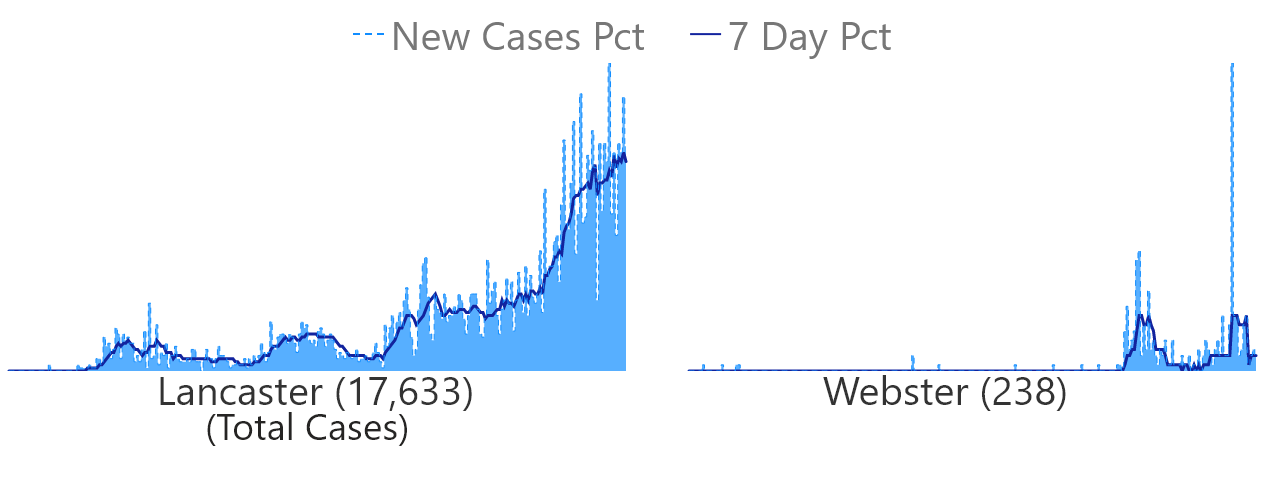 New Cases Pct 7 Day Pct
Lancaster (17,633)
(Total Cases)
Webster (238)